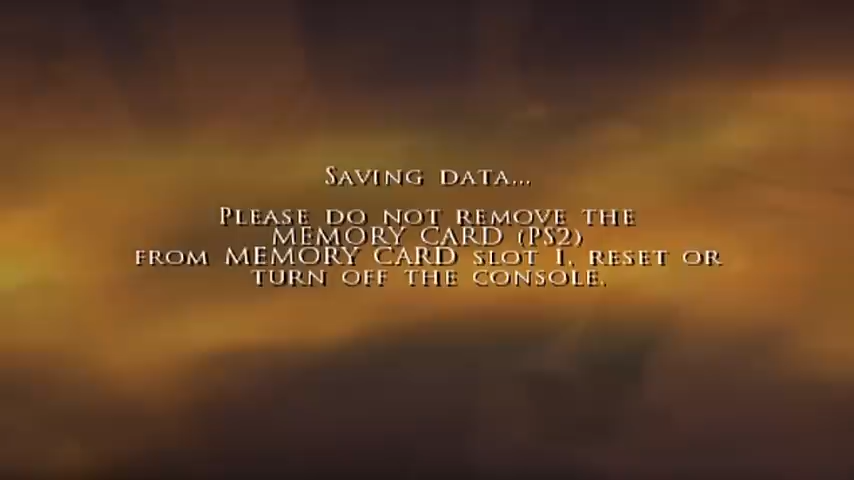 Saving data...
Please do not remove the
MEMORY CARD (PS2)
from MEMORY CARD slot 1, reset or
turn off the console.